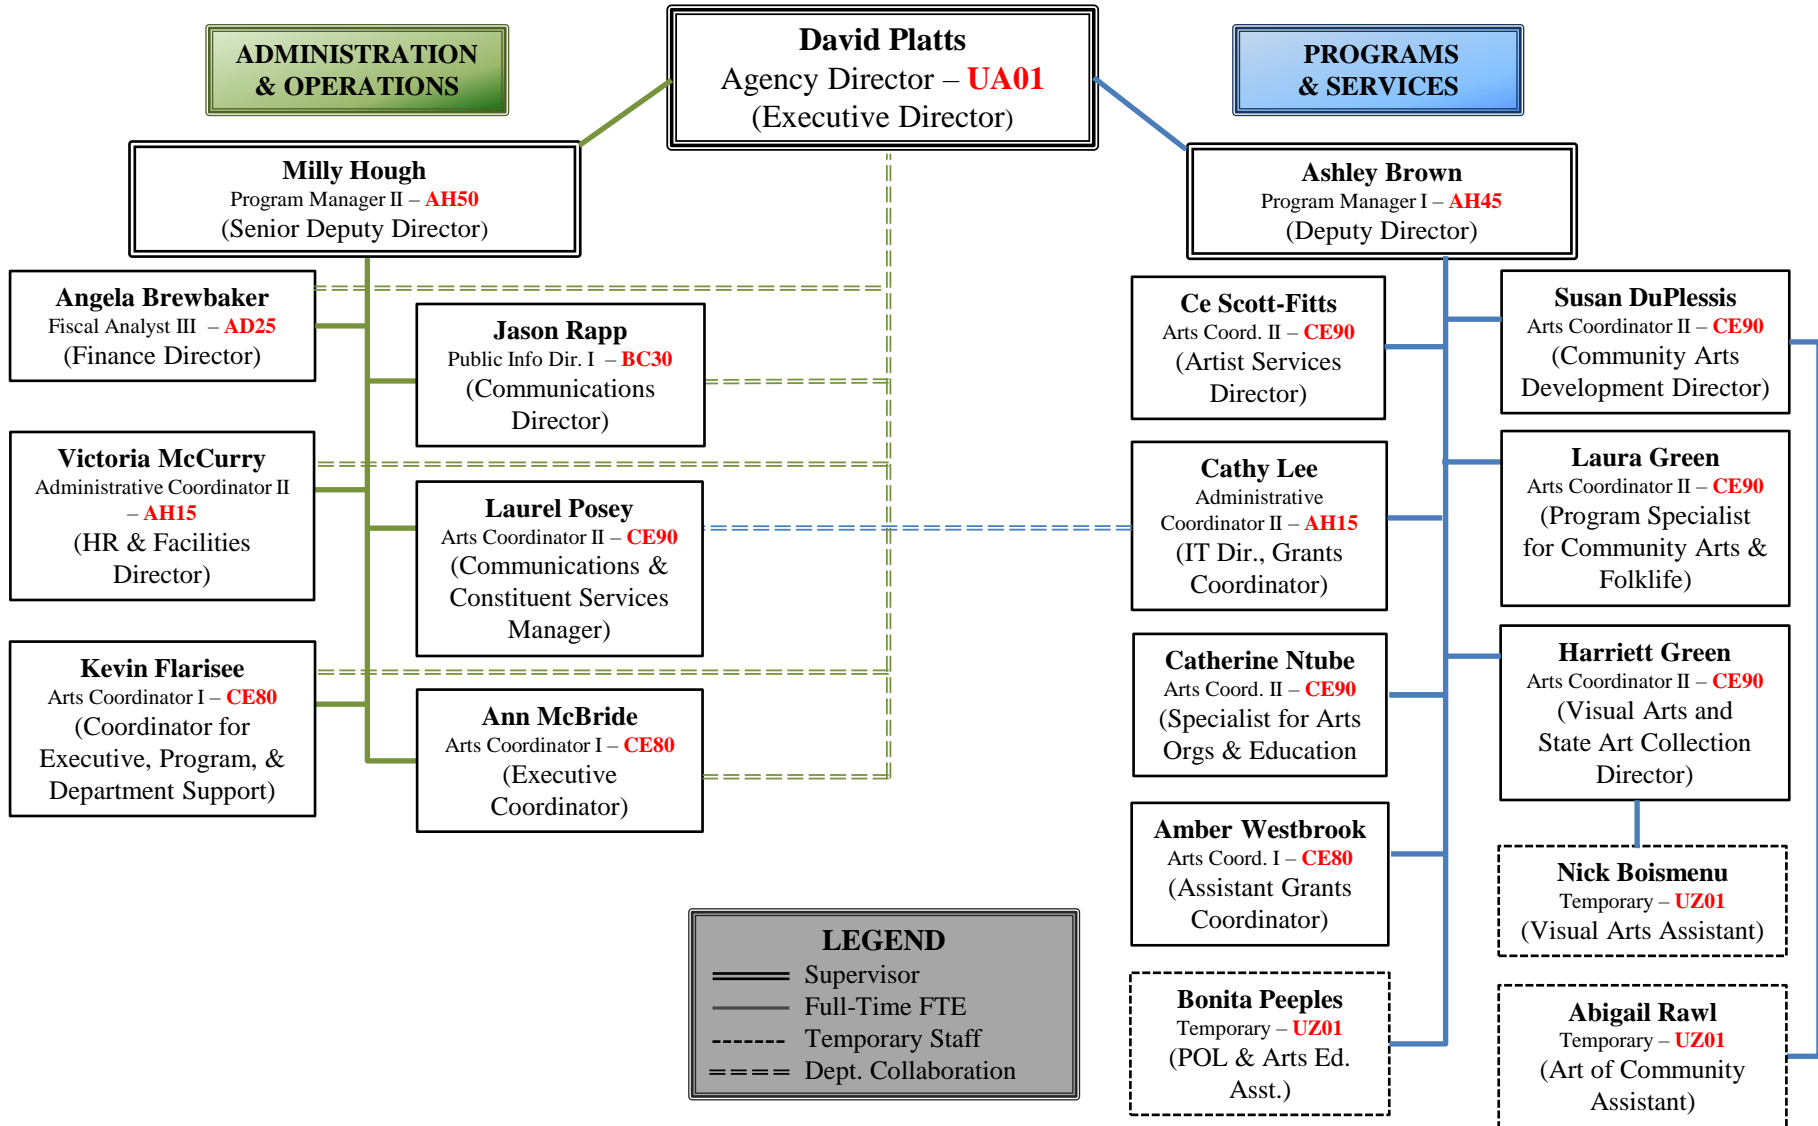 ADMINISTRATION
& OPERATIONS
David Platts
Agency Director – UA01
(Executive Director)
PROGRAMS
& SERVICES
Milly Hough
Program Manager II – AH50
(Senior Deputy Director)
Ashley Brown
Program Manager I – AH45
(Deputy Director)
Angela Brewbaker
Fiscal Analyst III – AD25
(Finance Director)
Jason Rapp
Public Info Dir. I – BC30
(Communications
Director)
Victoria McCurry
Administrative Coordinator II
– AH15
(HR & Facilities
Director)
Laurel Posey
Arts Coordinator II – CE90
(Communications &
Constituent Services
Manager)
Kevin Flarisee
Arts Coordinator I – CE80
(Coordinator for
Executive, Program, &
Department Support)
Ann McBride
Arts Coordinator I – CE80
(Executive
Coordinator)
Ce Scott-Fitts
Arts Coord. II – CE90
(Artist Services
Director)
Susan DuPlessis
Arts Coordinator II – CE90
(Community Arts
Development Director)
Cathy Lee
Administrative
Coordinator II – AH15
(IT Dir., Grants
Coordinator)
Laura Green
Arts Coordinator II – CE90
(Program Specialist
for Community Arts &
Folklife)
Catherine Ntube
Arts Coord. II – CE90
(Specialist for Arts
Orgs & Education
Harriett Green
Arts Coordinator II – CE90
(Visual Arts and
State Art Collection
Director)
Amber Westbrook
Arts Coord. I – CE80
(Assistant Grants
Coordinator)
Nick Boismenu
Temporary – UZ01
(Visual Arts Assistant)
Bonita Peeples
Temporary – UZ01
(POL & Arts Ed.
Asst.)
Abigail Rawl
Temporary – UZ01
(Art of Community
Assistant)
LEGEND
Supervisor
Full-Time FTE
Temporary Staff
Dept. Collaboration